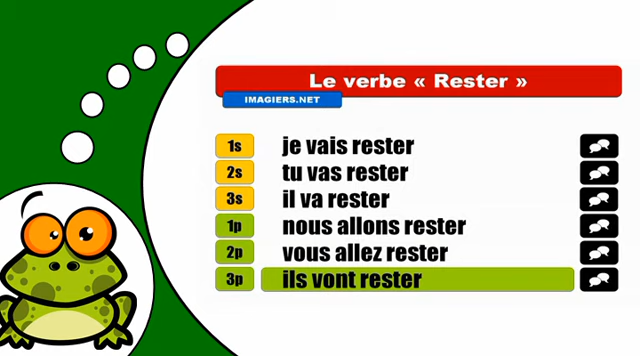 Le verbe « Rester »
IMAGIERS.NET
1s je vais rester
2s tu vas rester
3s il va rester
1p nous allons rester
2p vous allez rester
3p ils vont rester